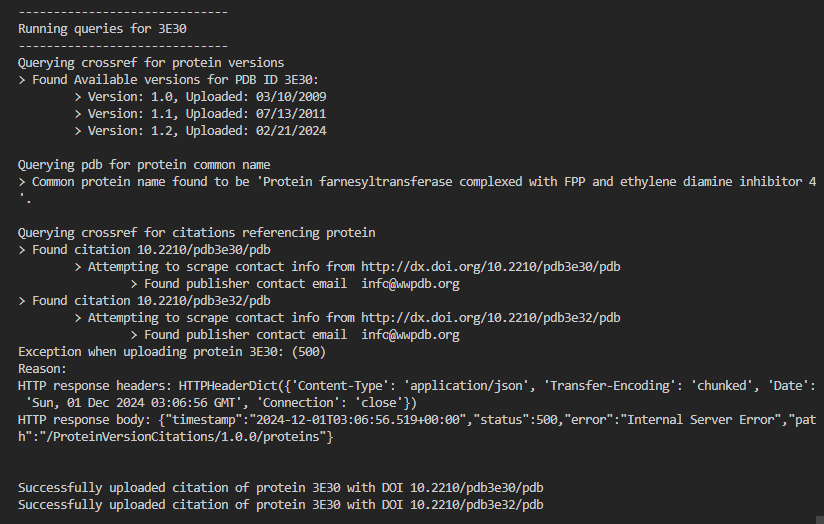 ------------------------------
Running queries for 3E30
------------------------------
Querying crossref for protein versions
> Found Available versions for PDB ID 3E30:
> Version: 1.0, Uploaded: 03/10/2009
> Version: 1.1, Uploaded: 07/13/2011
> Version: 1.2, Uploaded: 02/21/2024
Querying pdb for protein common name
> Common protein name found to be 'Protein farnesyltransferase complexed with FPP and ethylene diamine inhibitor 4
'.
Querying crossref for citations referencing protein
> Found citation 10.2210/pdb3e30/pdb
> Attempting to scrape contact info from http://dx.doi.org/10.2210/pdb3e30/pdb
> Found publisher contact email  info@wwpdb.org
> Found citation 10.2210/pdb3e32/pdb
> Attempting to scrape contact info from http://dx.doi.org/10.2210/pdb3e32/pdb
> Found publisher contact email  info@wwpdb.org
Exception when uploading protein 3E30: (500)
Reason:
HTTP response headers: HTTPHeaderDict({'Content-Type': 'application/json', 'Transfer-Encoding': 'chunked', 'Date':
'Sun, 01 Dec 2024 03:06:56 GMT', 'Connection': 'close'})
HTTP response body: {"timestamp":"2024-12-01T03:06:56.519+00:00","status":500,"error":"Internal Server Error","pat
h":"/ProteinVersionCitations/1.0.0/proteins"}
Successfully uploaded citation of protein 3E30 with DOI 10.2210/pdb3e30/pdb
Successfully uploaded citation of protein 3E30 with DOI 10.2210/pdb3e32/pdb